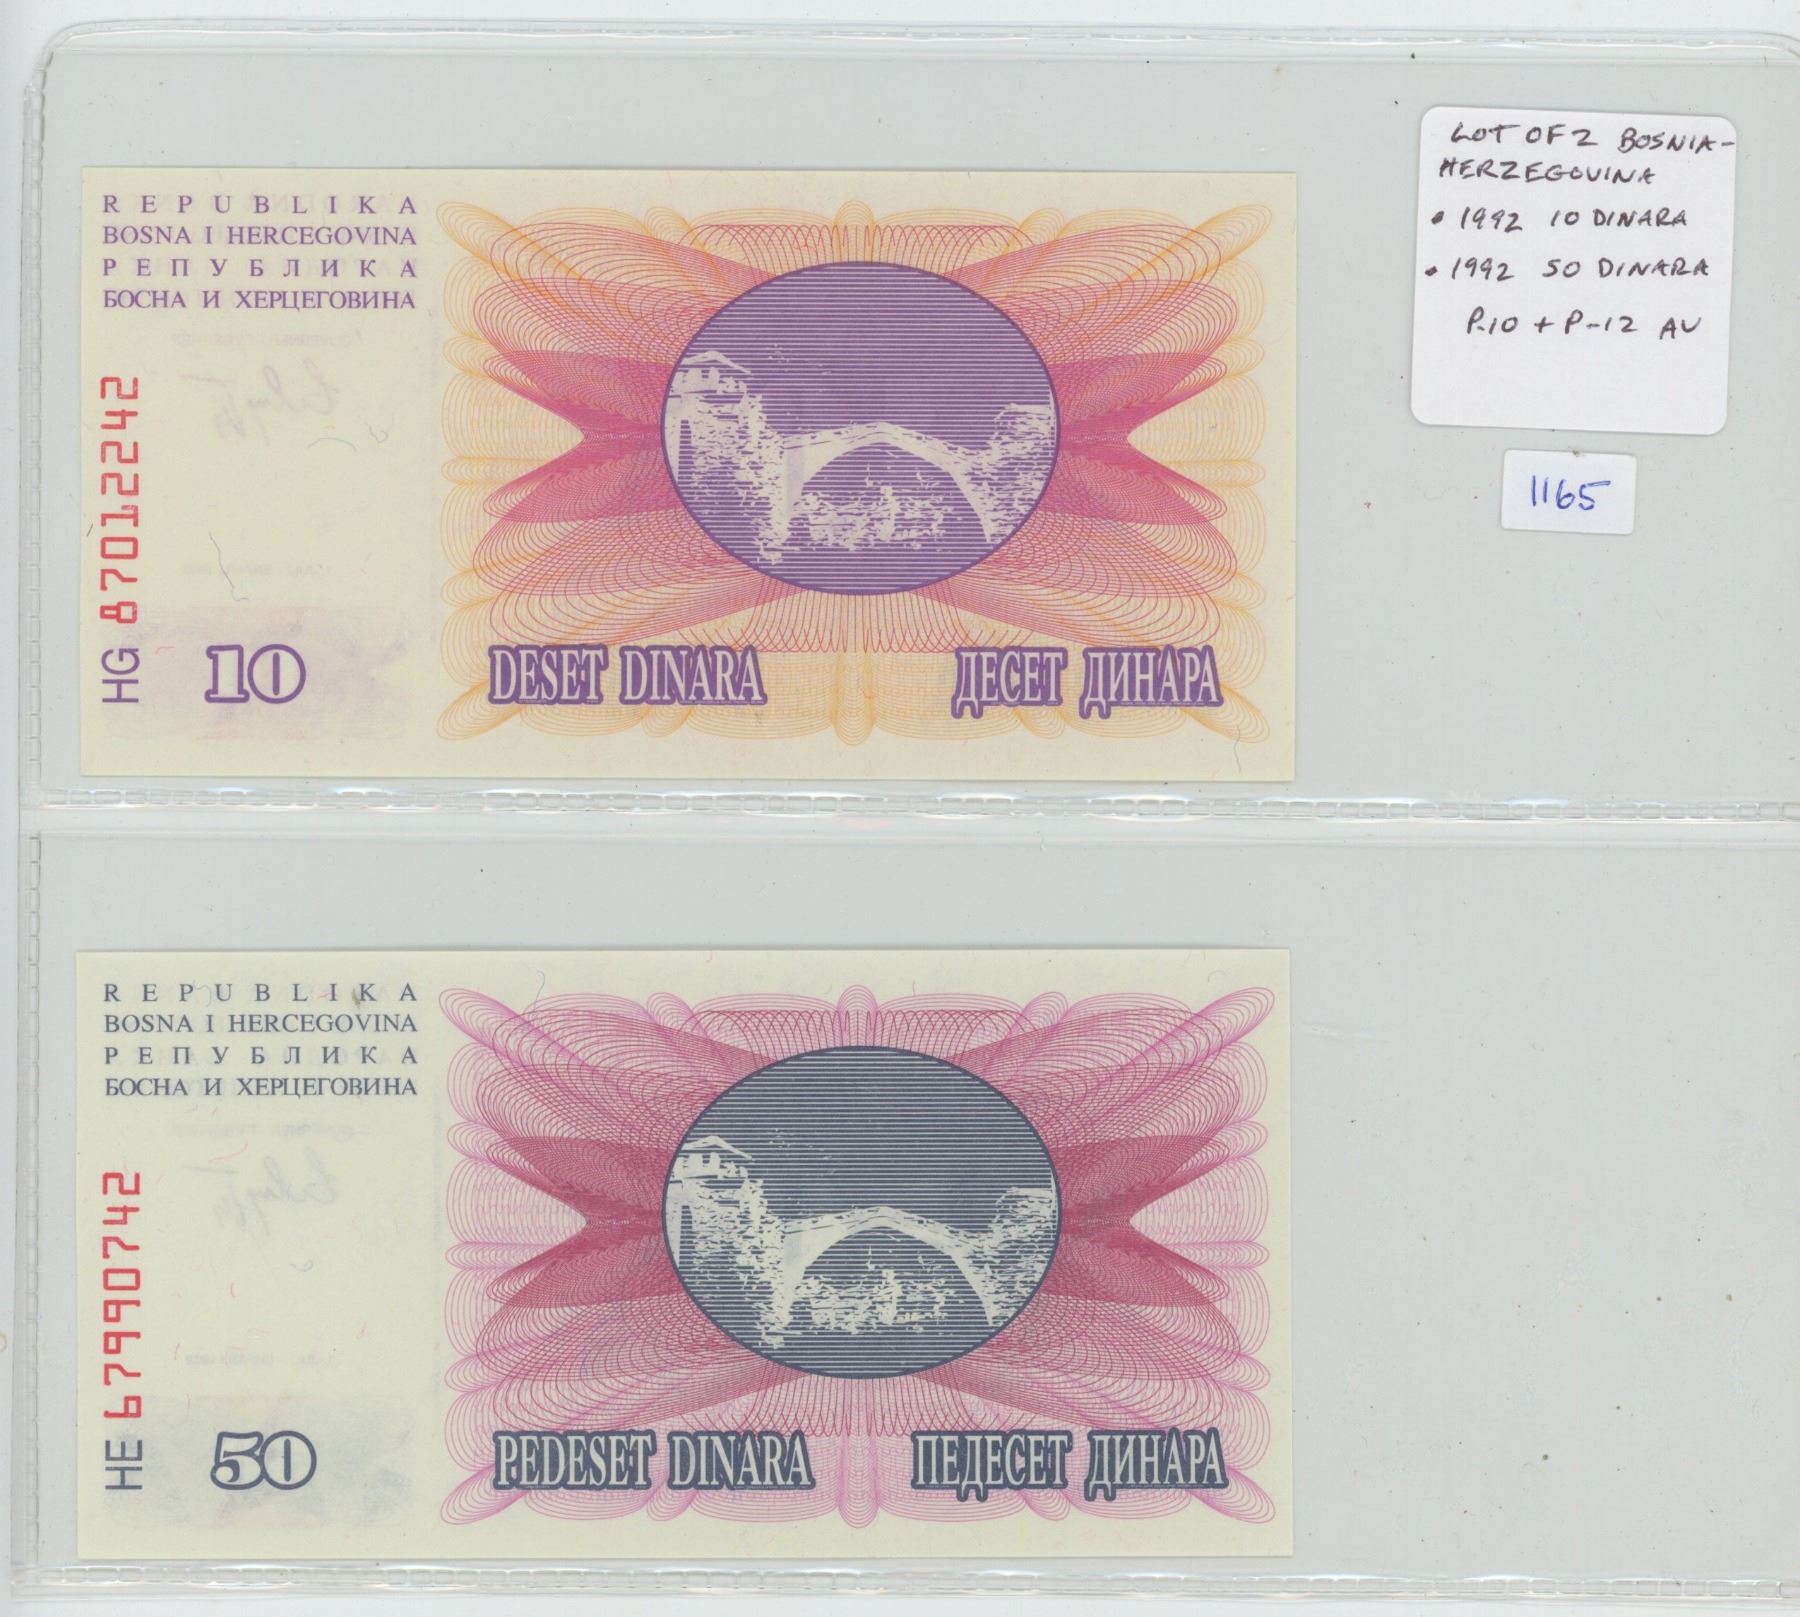 REPUBLIKA
BOSNA I HERCEGOVINA
РЕПУБЛИКА
БОСНА И ХЕРЦЕГОВИНА
HG 87012242
10
DESET DINARA
ДЕСЕТ ДИНАРА
LOT OF 2 BOSNIA-
HERZEGOVINA
• 1992 10 DINARA
• 1992 50 DINARA
P-10 + P-12 AU
1165
REPUBLIKA
BOSNA I HERCEGOVINA
РЕПУБЛИКА
БОСНА И ХЕРЦЕГОВИНА
HE 67990742
50
PEDESET DINARA
ПЕДЕСЕТ ДИНАРА